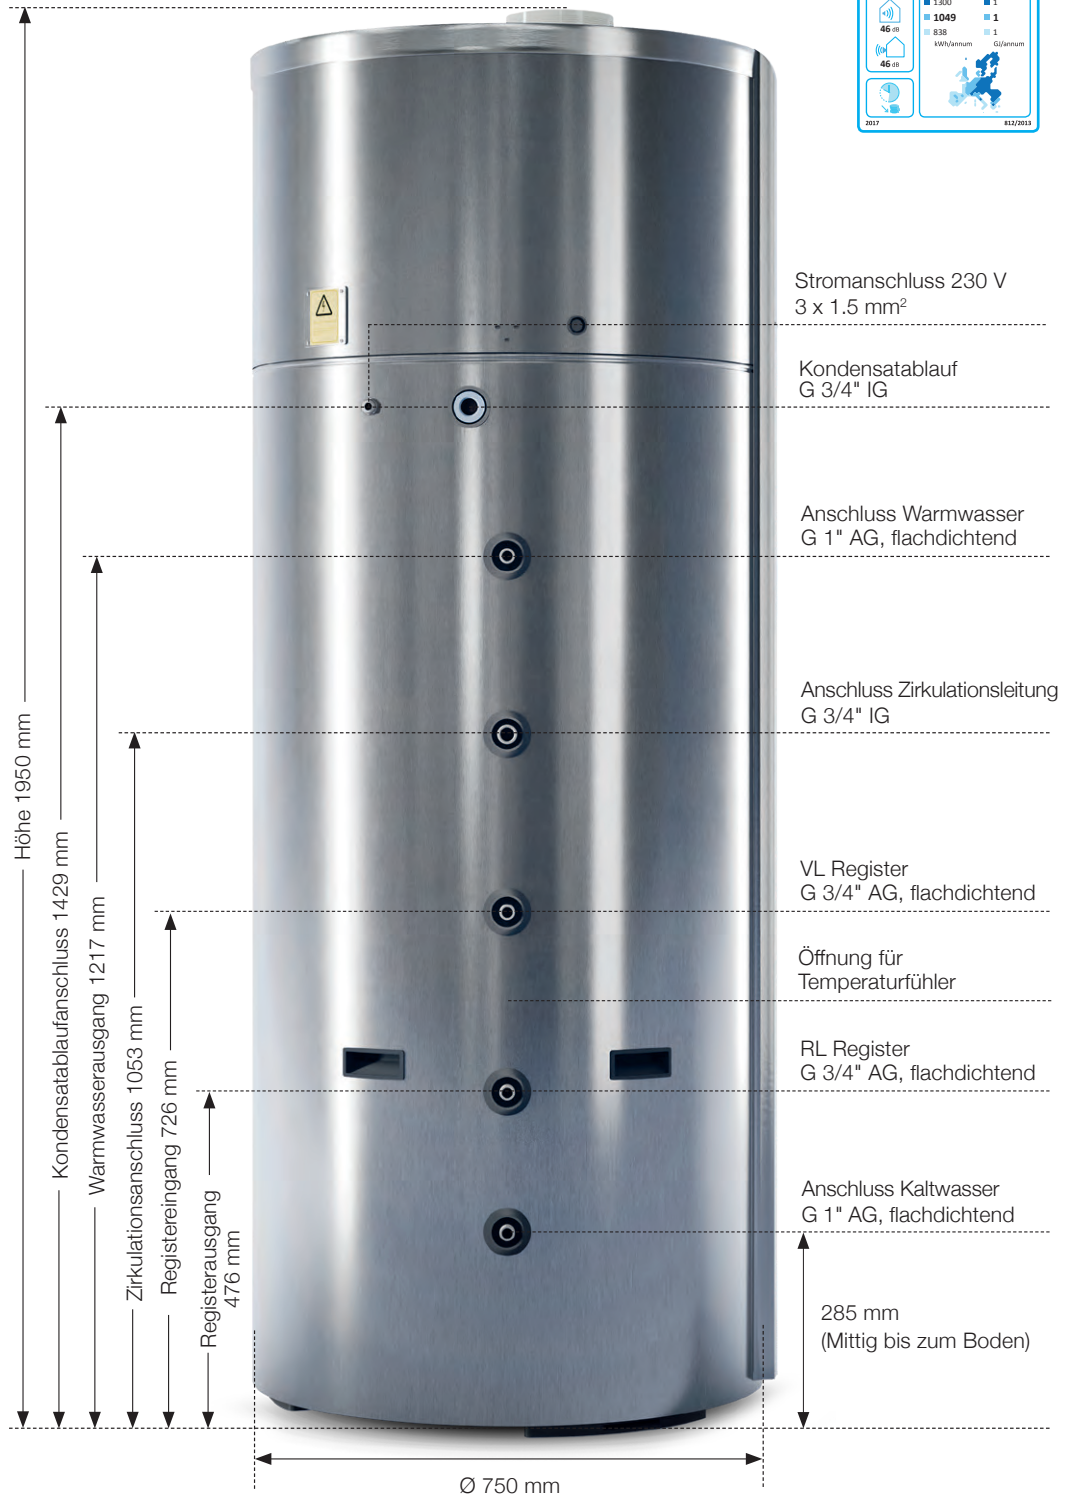 1300 1
46 dB
1049 1
838 1
kWh/annum GJ/annum
46 dB
2017 812/2013
Stromanschluss 230 V
3 x 1.5 mm²
Kondensatablauf
G 3/4" IG
Anschluss Warmwasser
G 1" AG, flachdichtend
Anschluss Zirkulationsleitung
G 3/4" IG
VL Register
G 3/4" AG, flachdichtend
Öffnung für
Temperaturfühler
RL Register
G 3/4" AG, flachdichtend
Anschluss Kaltwasser
G 1" AG, flachdichtend
285 mm
(Mittig bis zum Boden)
Höhe 1950 mm
Kondensatablaufanschluss 1429 mm
Warmwasserausgang 1217 mm
Zirkulationsanschluss 1053 mm
Registereingang 726 mm
Registerausgang
476 mm
Ø 750 mm